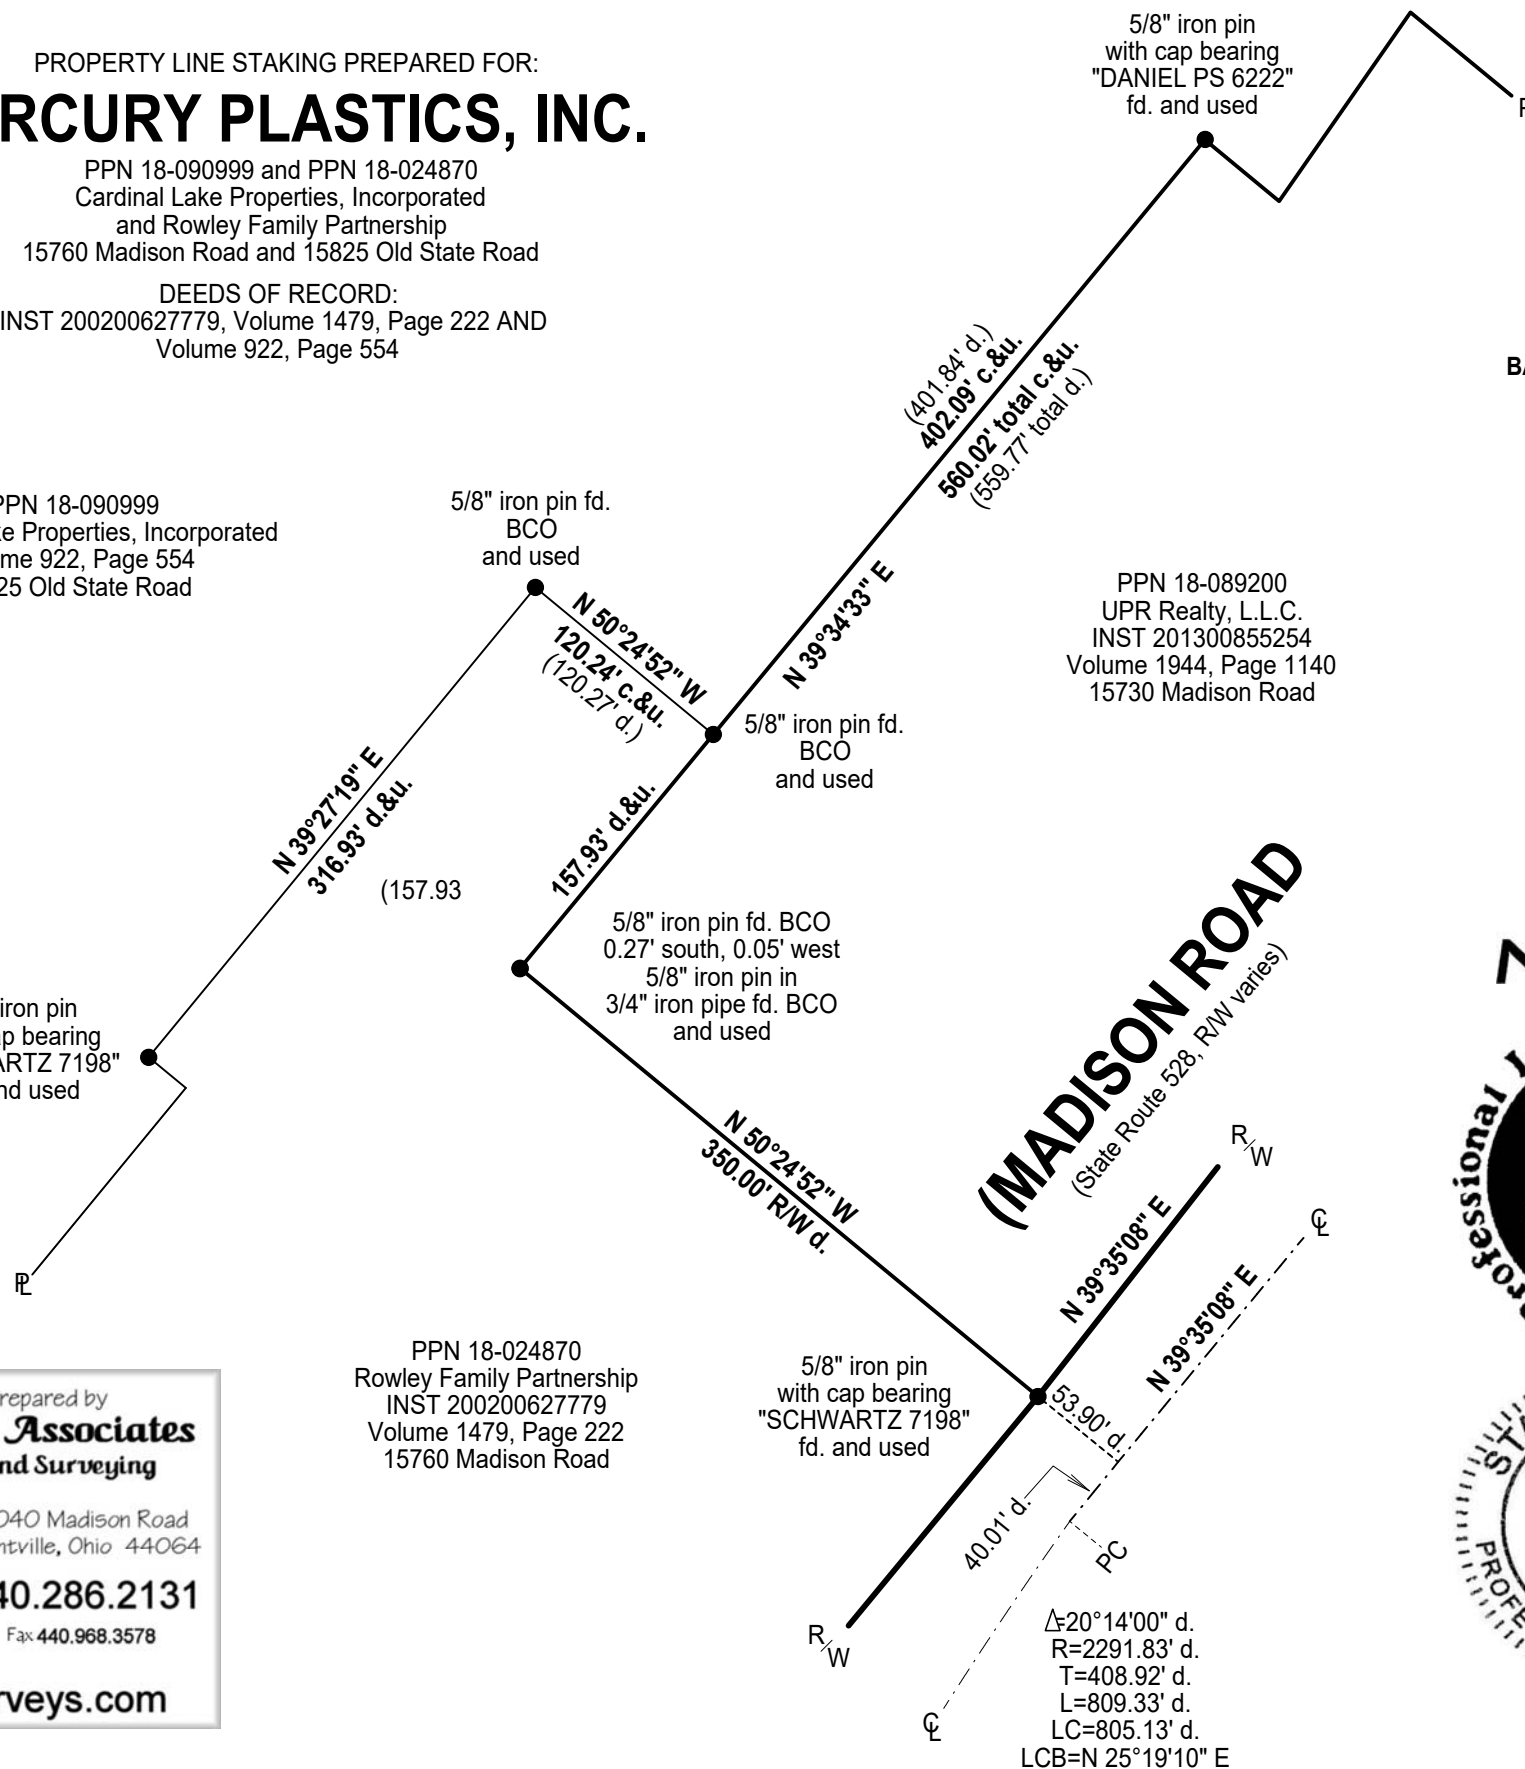 PROPERTY LINE STAKING PREPARED FOR:
RCURY PLASTICS, INC.
PPN 18-090999 and PPN 18-024870
Cardinal Lake Properties, Incorporated
and Rowley Family Partnership
15760 Madison Road and 15825 Old State Road
DEEDS OF RECORD:
INST 200200627779, Volume 1479, Page 222 AND
Volume 922, Page 554
5/8" iron pin
with cap bearing
"DANIEL PS 6222"
fd. and used
(401.84' d.)
402.09' c.&u.
560.02' total c.&u.
(559.77' total d.)
N 39°34'33" E
PPN 18-090999
ke Properties, Incorporated
me 922, Page 554
25 Old State Road
5/8" iron pin fd.
BCO
and used
N 50°24'52" W
120.24' c.&u.
(120.27' d.)
PPN 18-089200
UPR Realty, L.L.C.
INST 201300855254
Volume 1944, Page 1140
15730 Madison Road
5/8" iron pin fd.
BCO
and used
N 39°27'19" E
316.93' d.&u.
(157.93
157.93' d.&u.
5/8" iron pin fd. BCO
0.27' south, 0.05' west
5/8" iron pin in
3/4" iron pipe fd. BCO
and used
iron pin
ap bearing
ARTZ 7198"
nd used
(MADISON ROAD
(State Route 528, R/W varies)
N 50°24'52" W
350.00' R/W d.
R/W
N 39°35'08" E
N 39°35'08" E
CL
PL
PPN 18-024870
Rowley Family Partnership
INST 200200627779
Volume 1479, Page 222
15760 Madison Road
5/8" iron pin
with cap bearing
"SCHWARTZ 7198"
fd. and used
53.90' d.
40.01' d.
PC
R/W
CL
Δ=20°14'00" d.
R=2291.83' d.
T=408.92' d.
L=809.33' d.
LC=805.13' d.
LCB=N 25°19'10" E
repared by
Associates
nd Surveying
040 Madison Road
ntville, Ohio 44064
40.286.2131
Fax 440.968.3578
rveys.com
BA
rofessional
STA
PROFE